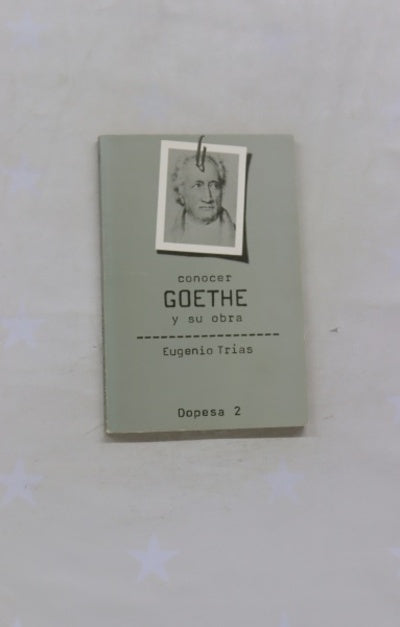 conocer
GOETHE
y su obra
Eugenio Trías
Dopesa 2